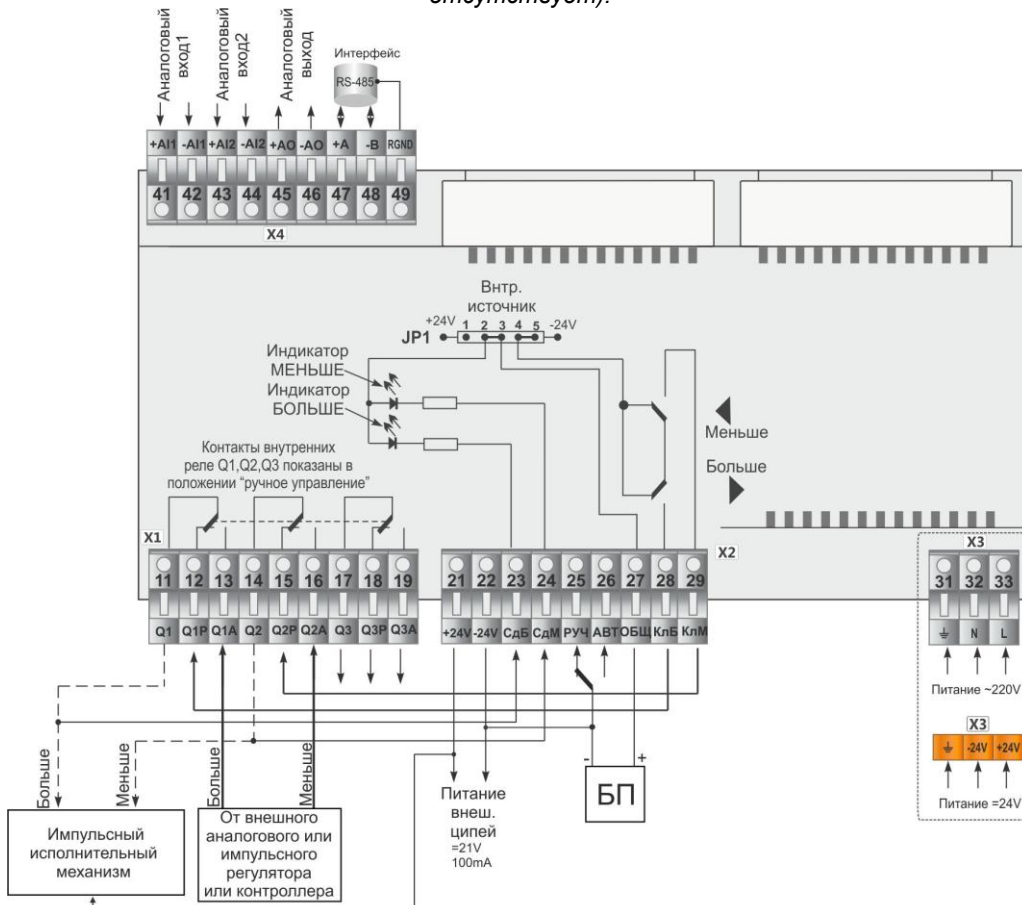 отсутствует).
Аналоговый
вход1
Аналоговый
вход2
Аналоговый
выход
Интерфейс
RS-485
+AI1 -AI1 +AI2 -AI2 +AO -AO +A -B RGND
41 42 43 44 45 46 47 48 49
X4
Внтр.
источник
+24V 1 2 3 4 5 -24V
JP1
Индикатор
МЕНЬШЕ
Индикатор
БОЛЬШЕ
Меньше
Больше
Контакты внутренних
реле Q1,Q2,Q3 показаны в
положении “ручное управление”
X1
11 12 13 14 15 16 17 18 19
Q1 Q1P Q1A Q2 Q2P Q2A Q3 Q3P Q3A
X2
21 22 23 24 25 26 27 28 29
+24V -24V СдБ СдМ РУЧ АВТ ОБЩ КлБ КлМ
X3
31 32 33
N L
Питание ~220V
X3
-24V +24V
Питание =24V
Больше
Меньше
Больше
Меньше
Импульсный
исполнительный
механизм
От внешного
аналогового или
импульсного
регулятора
или контроллера
Питание
внеш.
ципей
=21V
100mA
- +
БП